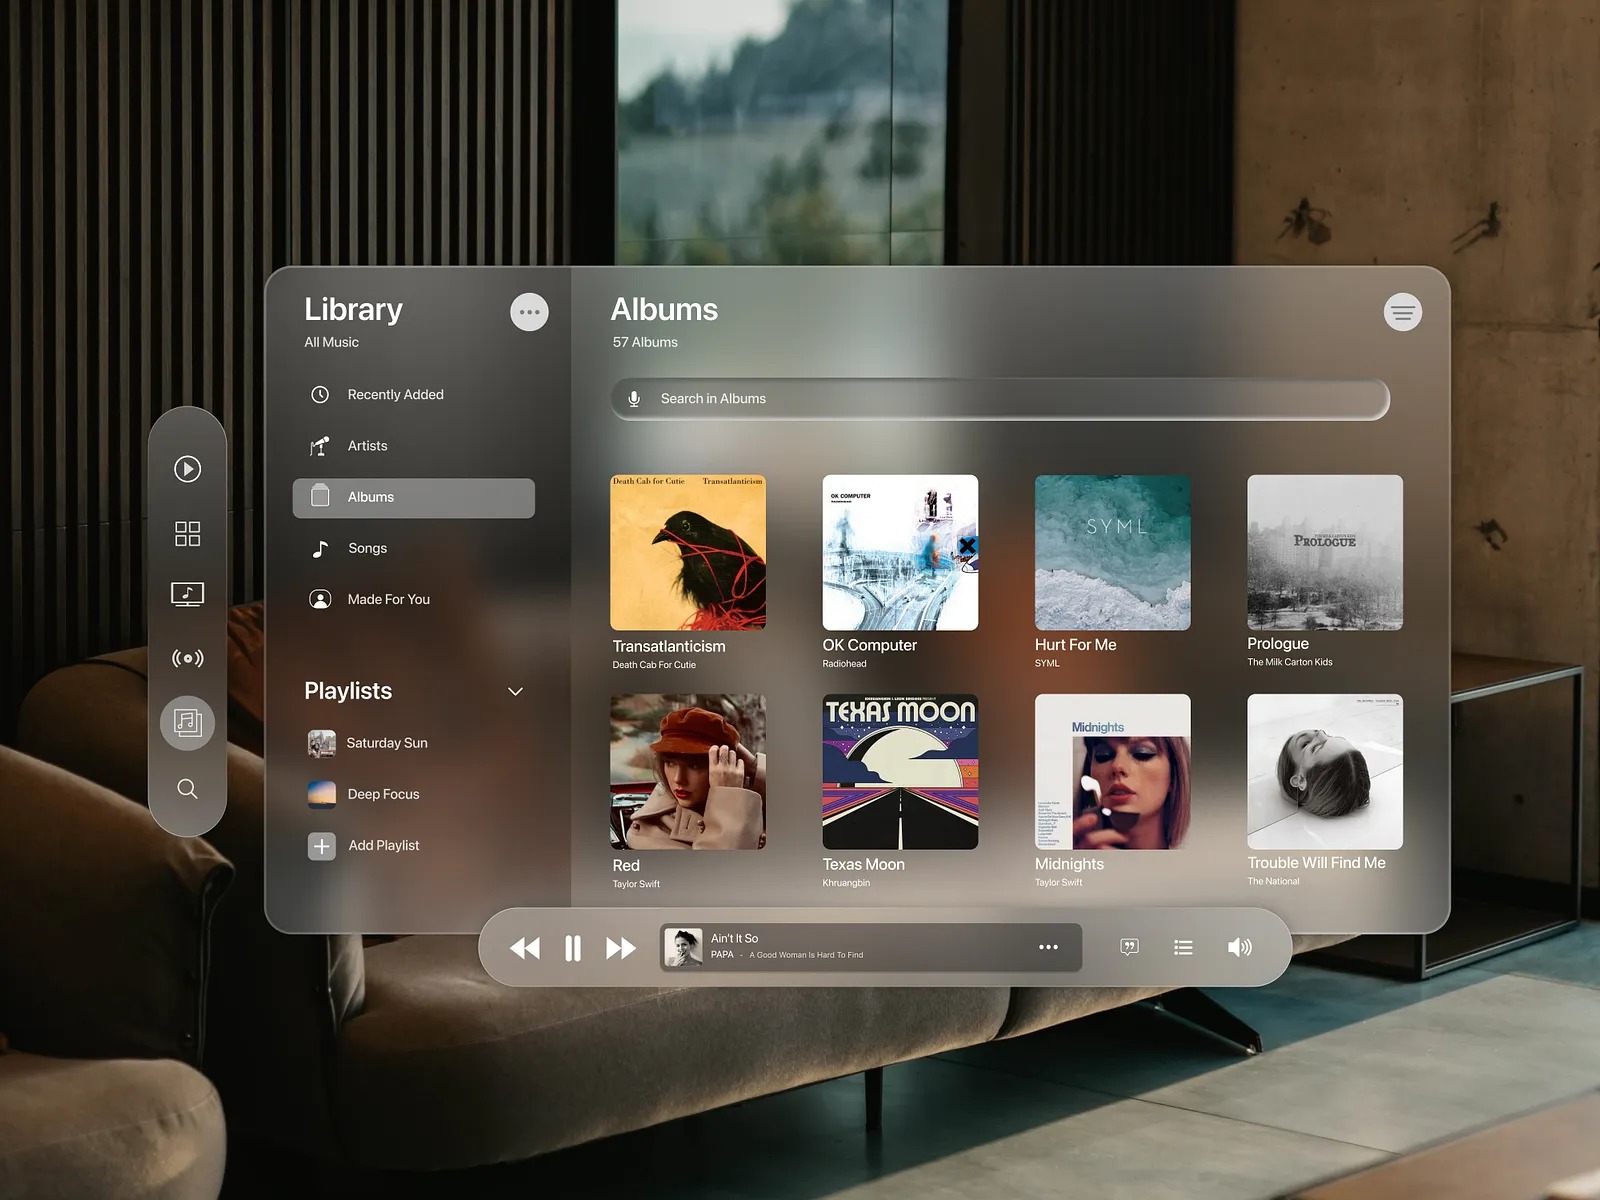 Library
All Music
Recently Added
Artists
Albums
Songs
Made For You
Playlists
Saturday Sun
Deep Focus
Add Playlist
Albums
57 Albums
Search in Albums
Death Cab for Cutie Transatlanticism
OK COMPUTER
RADIOHEAD
SYML
PROLOGUE
Transatlanticism
Death Cab For Cutie
OK Computer
Radiohead
Hurt For Me
SYML
Prologue
The Milk Carton Kids
TEXAS MOON
Midnights
Red
Taylor Swift
Texas Moon
Khruangbin
Midnights
Taylor Swift
Trouble Will Find Me
The National
Ain't It So
PAPA - A Good Woman Is Hard To Find